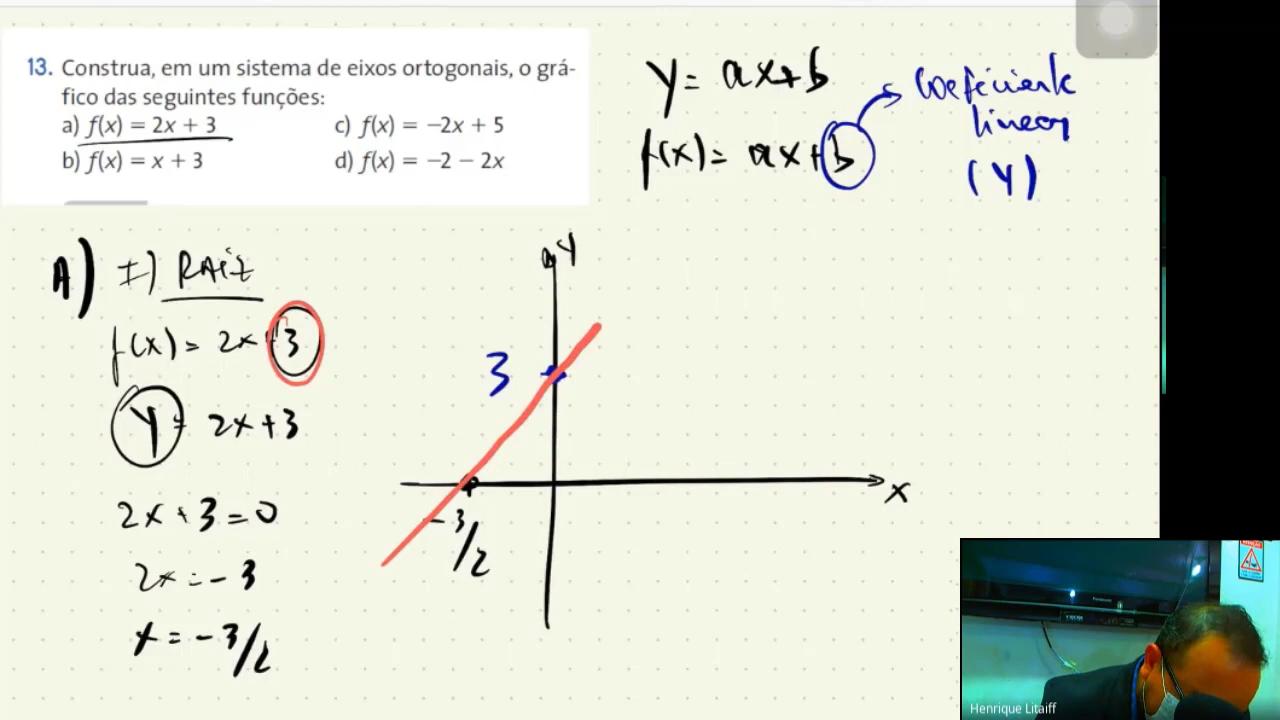 13. Construa, em um sistema de eixos ortogonais, o grá-
fico das seguintes funções:
a) f(x) = 2x + 3
c) f(x) = −2x + 5
b) f(x) = x + 3
d) f(x) = −2 − 2x
y = ax+b
f(x) = ax+b
Coeficiente
linear
(y)
A) I) RAIZ
f(x) = 2x+3
y = 2x+3
2x+3=0
2x = -3
x = -3/2
y
3
x
-3/2
Henrique Litaiff